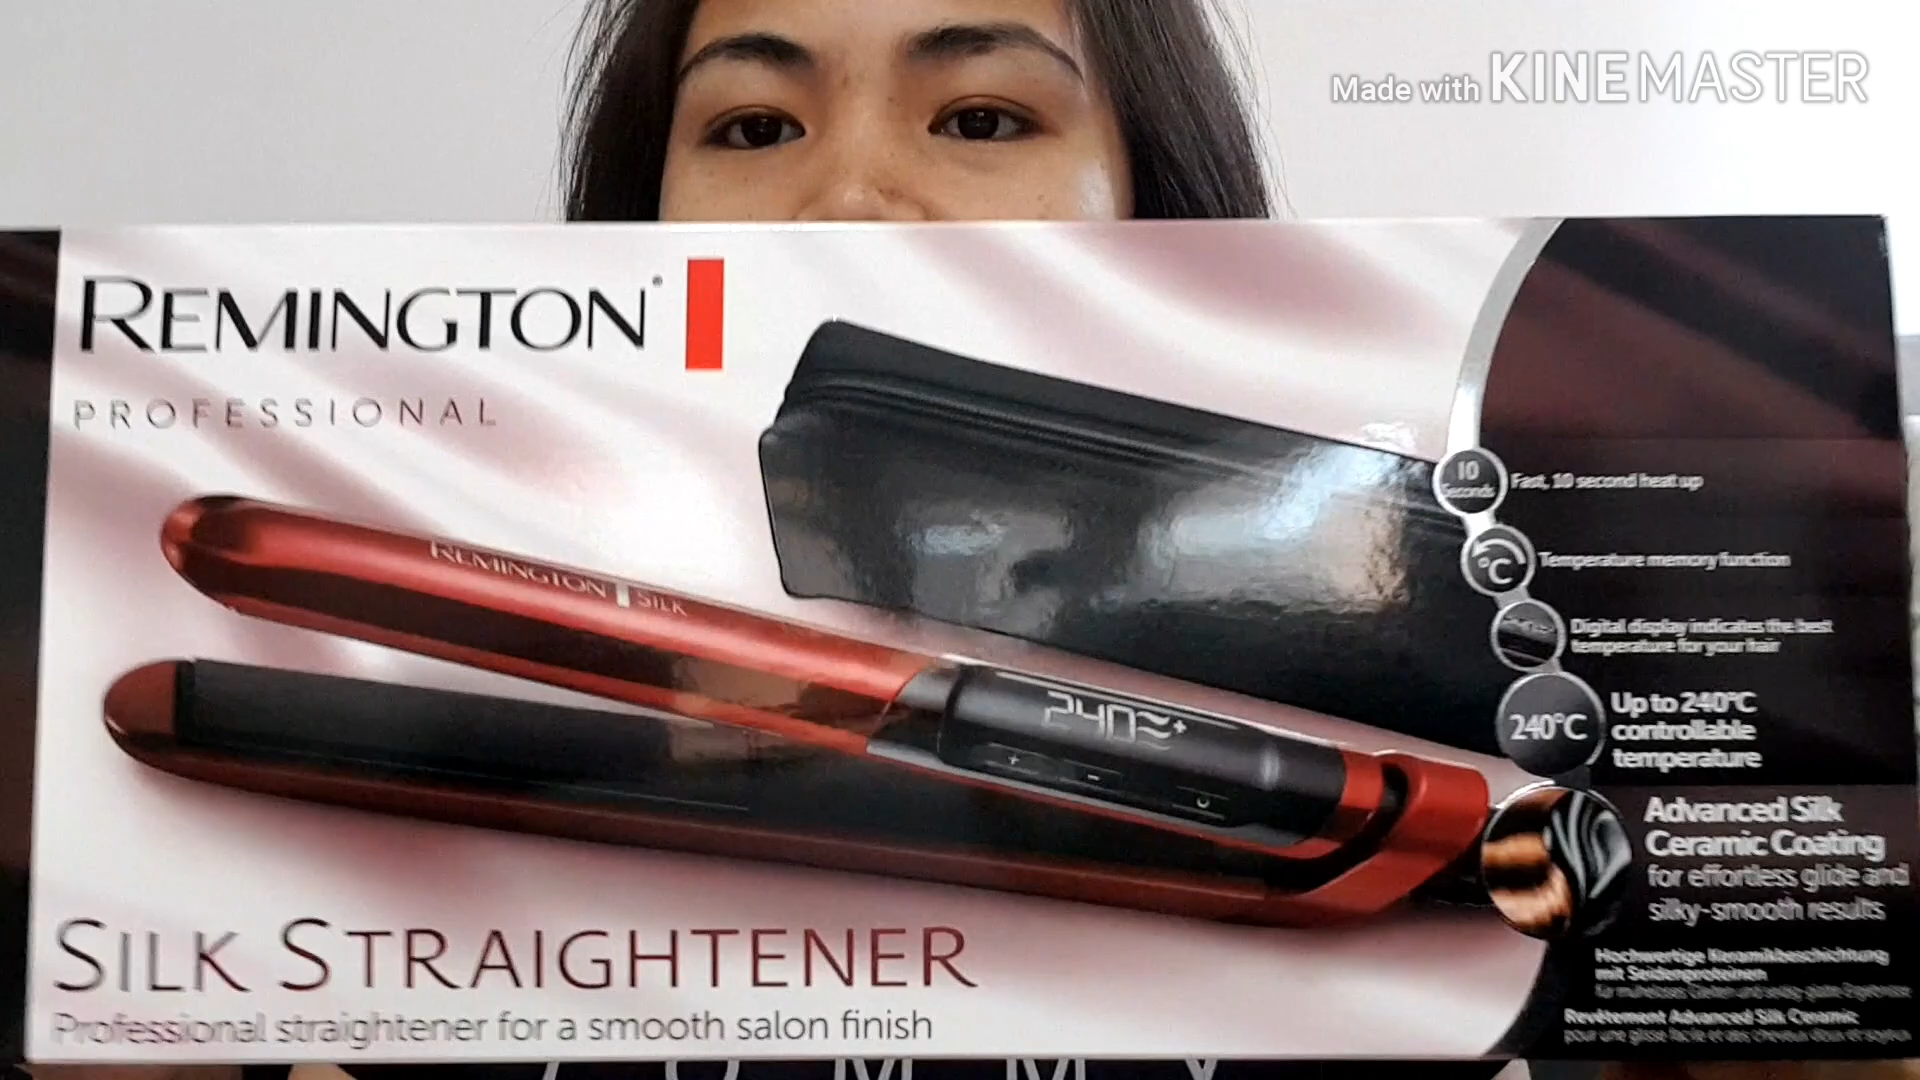 Made with KINEMASTER
REMINGTON®
PROFESSIONAL
REMINGTON SILK
240
+
-
10
Seconds
Fast, 10 second heat up
°C
Temperature memory function
Digital display indicates the best
temperature for your hair
240°C
Up to 240°C
controllable
temperature
Advanced Silk
Ceramic Coating
for effortless glide and
silky-smooth results
Hochwertige Keramikbeschichtung
mit Seidenproteinen
Revêtement Advanced Silk Ceramic
SILK STRAIGHTENER
Professional straightener for a smooth salon finish